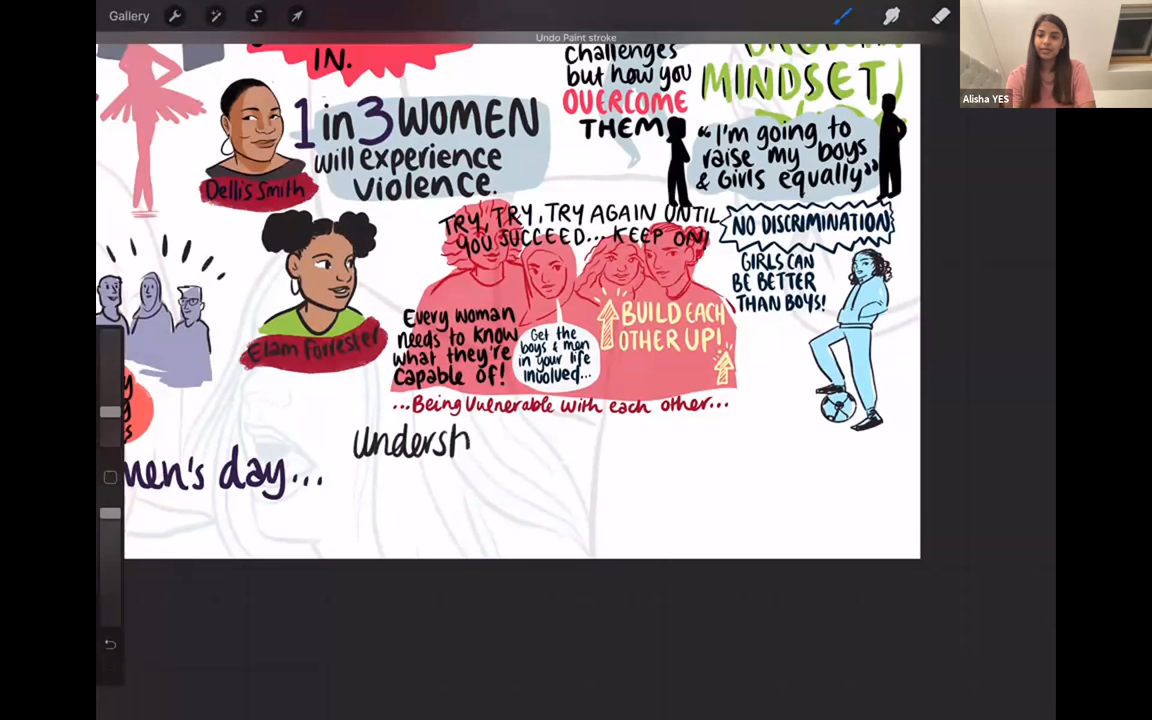 Gallery
Undo Paint stroke
Alisha YES
IN.
challenges
but how you
OVERCOME
THEM
MINDSET
1 in 3 WOMEN
will experience
violence.
Dellis Smith
"I'm going to
raise my boys
& Girls equally"
TRY, TRY, TRY AGAIN UNTIL
YOU SUCCEED... KEEP ON!
NO DISCRIMINATION
GIRLS CAN
BE BETTER
THAN BOYS!
Elam Forrester
Every woman
needs to know
what they're
capable of!
Get the
boys & men
in your life
involved...
BUILD EACH
OTHER UP!
...Being Vulnerable with each other...
Undersh
men's day...